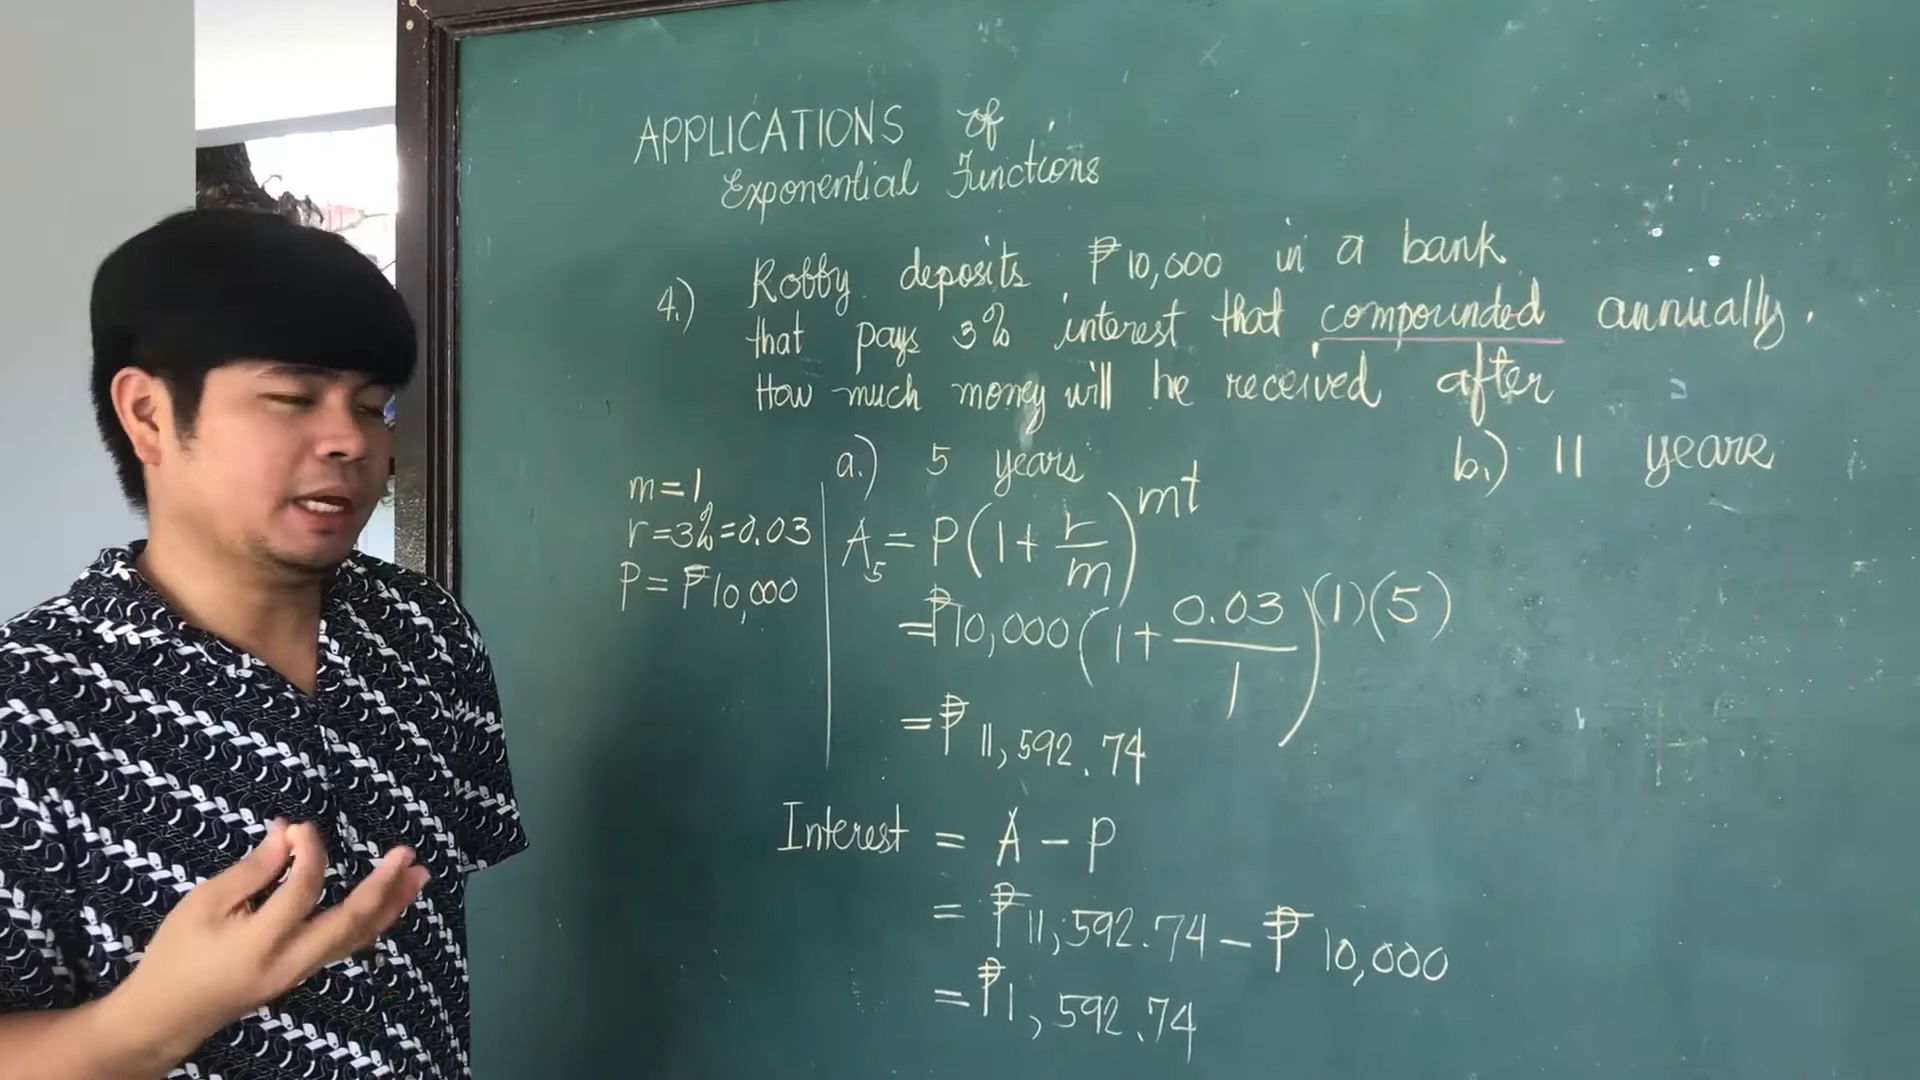 APPLICATIONS of
Exponential Functions
4.) Robby deposits ₱10,000 in a bank
that pays 3% interest that compounded annually.
How much money will he received after
a.) 5 years
b.) 11 years
m=1
r=3%=0.03
P=₱10,000
A₅=P(1+r/m)^mt
=₱10,000(1+0.03/1)^(1)(5)
=₱11,592.74
Interest = A-P
= ₱11,592.74-₱10,000
=₱1,592.74